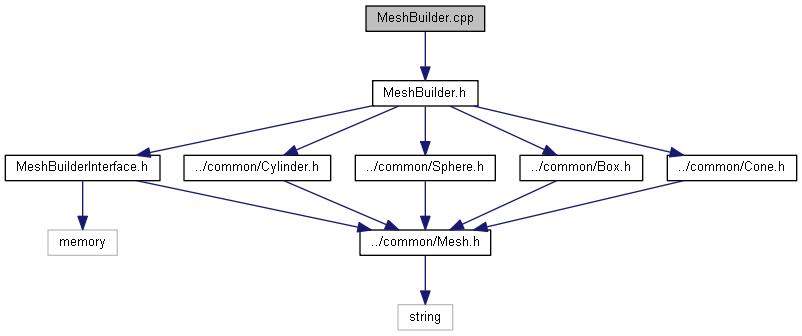 MeshBuilder.cpp
MeshBuilder.h
MeshBuilderInterface.h
../common/Cylinder.h
../common/Sphere.h
../common/Box.h
../common/Cone.h
memory
../common/Mesh.h
string